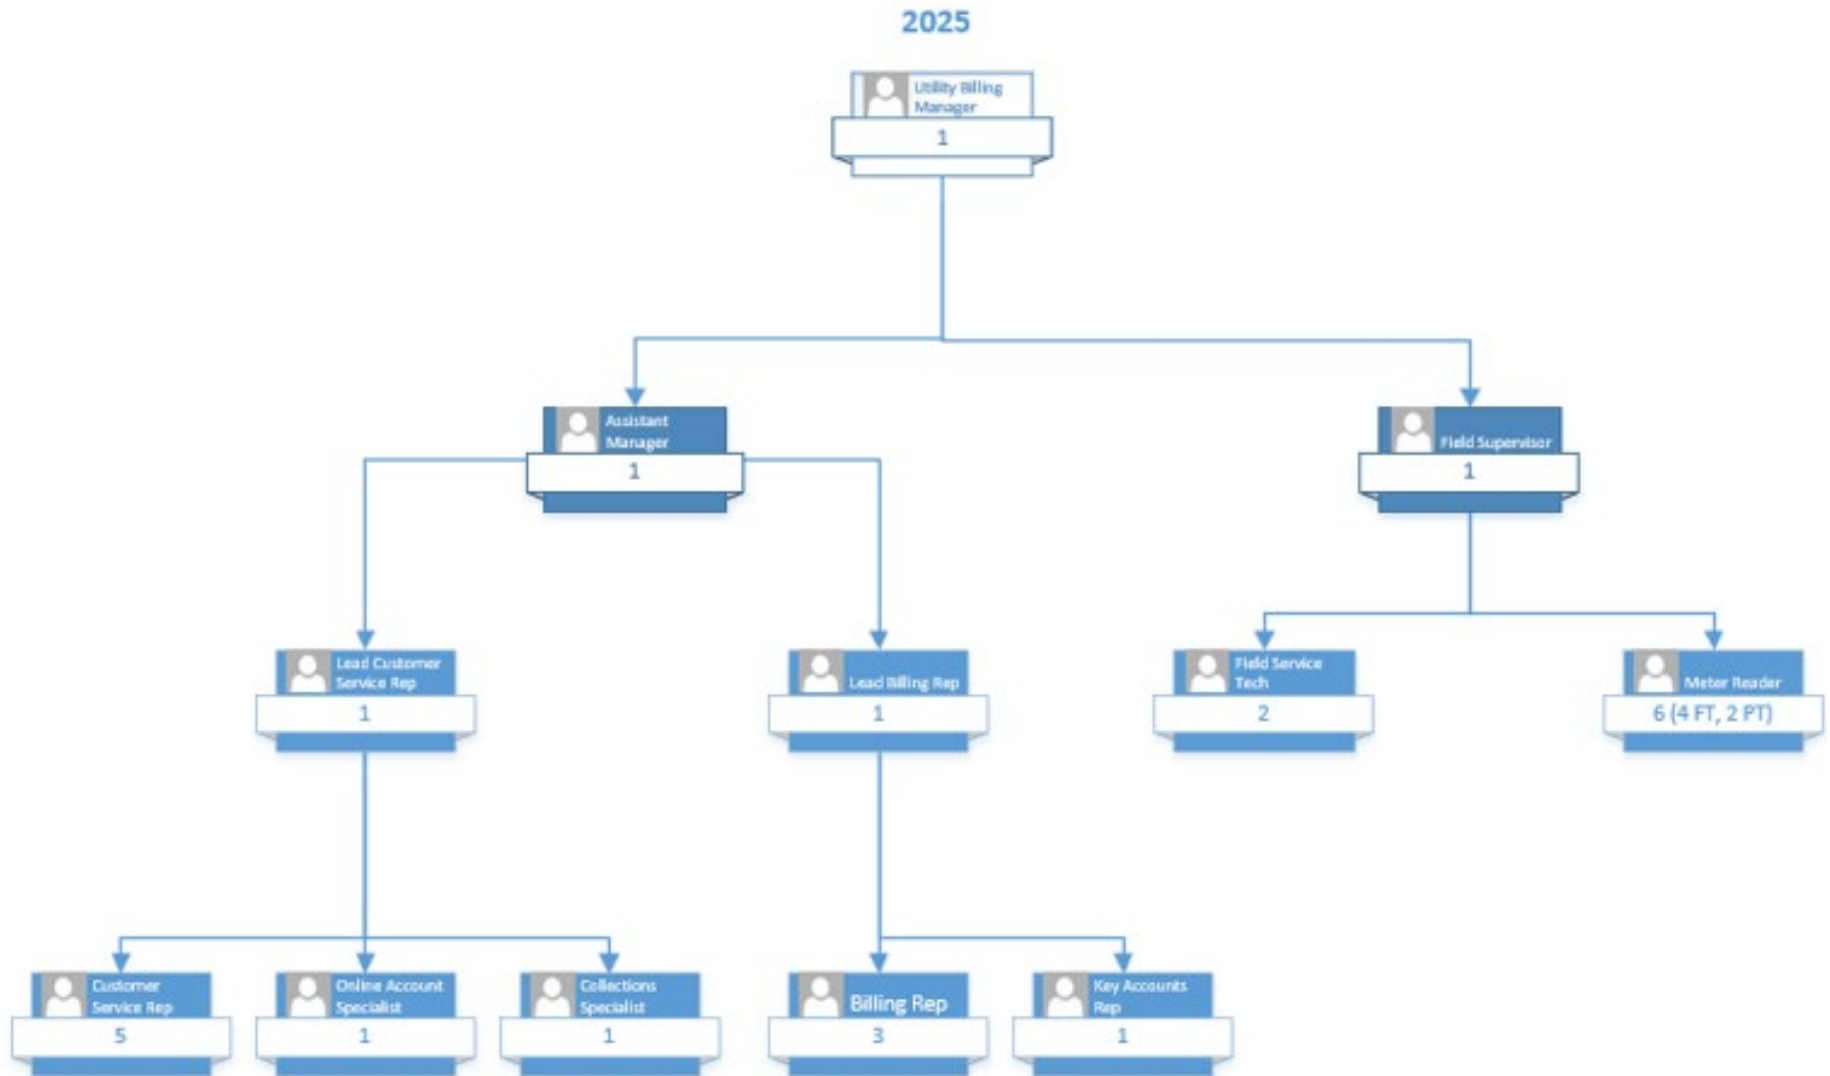 2025
Utility Billing
Manager
1
Assistant
Manager
1
Field Supervisor
1
Lead Customer
Service Rep
1
Lead Billing Rep
1
Field Service
Tech
2
Meter Reader
6 (4 FT, 2 PT)
Customer
Service Rep
5
Online Account
Specialist
1
Collections
Specialist
1
Billing Rep
3
Key Accounts
Rep
1